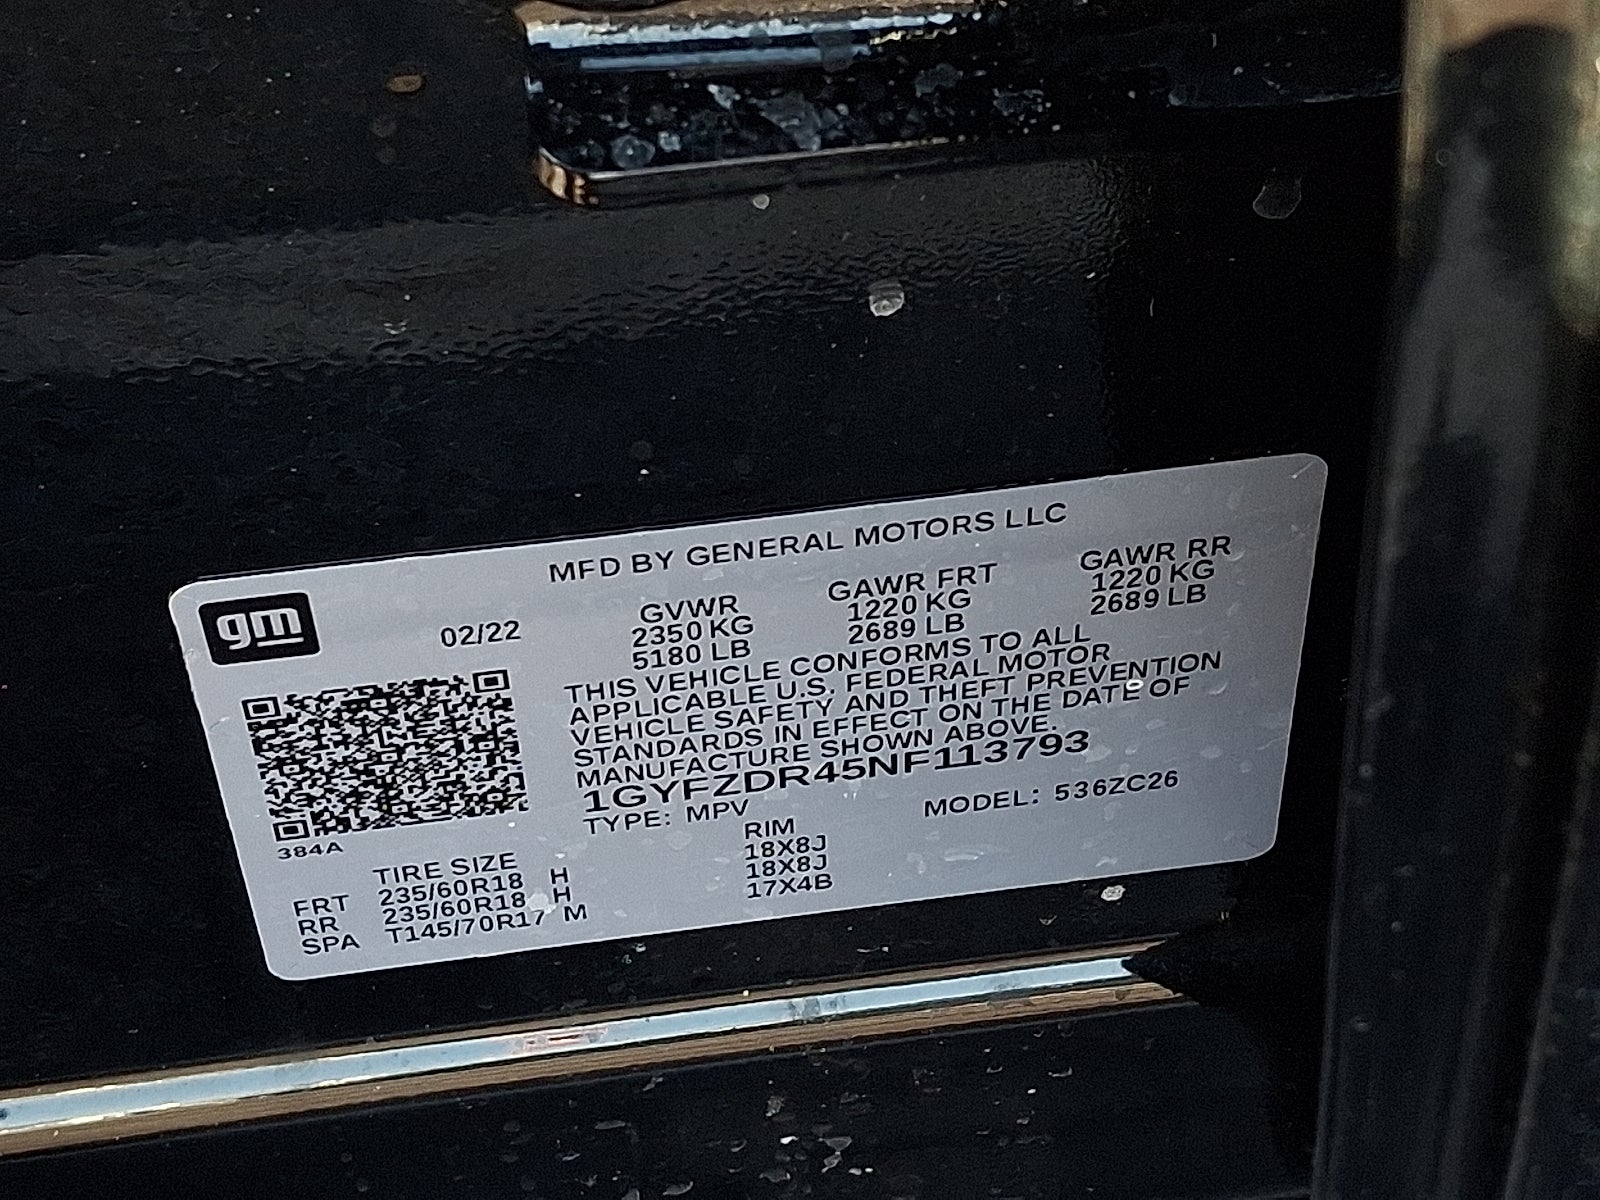 MFD BY GENERAL MOTORS LLC
gm
02/22
GVWR GAWR FRT GAWR RR
2350 KG 1220 KG 1220 KG
5180 LB 2689 LB 2689 LB
THIS VEHICLE CONFORMS TO ALL
APPLICABLE U.S. FEDERAL MOTOR
VEHICLE SAFETY AND THEFT PREVENTION
STANDARDS IN EFFECT ON THE DATE OF
MANUFACTURE SHOWN ABOVE.
1GYFZDR45NF113793
TYPE: MPV MODEL: 536ZC26
384A
TIRE SIZE RIM
FRT 235/60R18 H 18X8J
RR 235/60R18 H 18X8J
SPA T145/70R17 M 17X4B